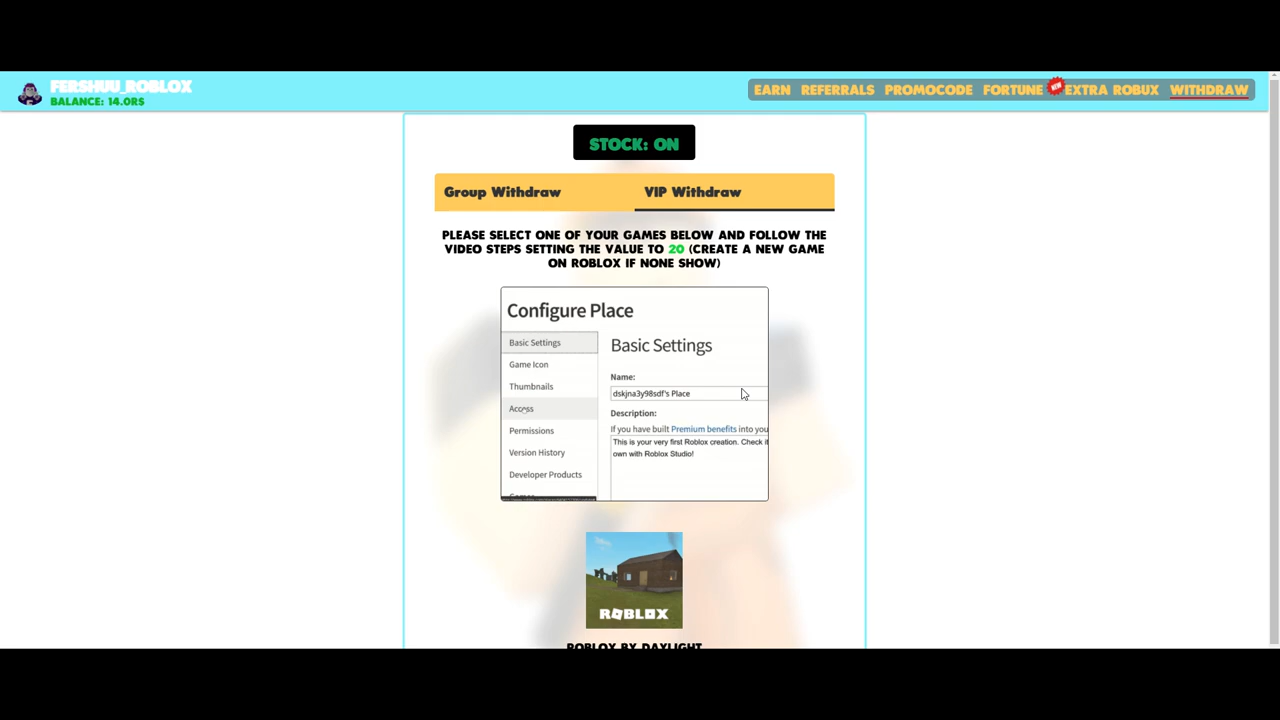 FERSHUU_ROBLOX
BALANCE: 14.0R$
EARN REFERRALS PROMOCODE FORTUNE NEW EXTRA ROBUX WITHDRAW
STOCK: ON
Group Withdraw VIP Withdraw
PLEASE SELECT ONE OF YOUR GAMES BELOW AND FOLLOW THE
VIDEO STEPS SETTING THE VALUE TO 20 (CREATE A NEW GAME
ON ROBLOX IF NONE SHOW)
Configure Place
Basic Settings
Game Icon
Thumbnails
Access
Permissions
Version History
Developer Products
Basic Settings
Name:
dskjna3y98sdf's Place
Description:
If you have built Premium benefits into you
This is your very first Roblox creation. Check it
own with Roblox Studio!
ROBLOX
ROBLOX BY DAYLIGHT